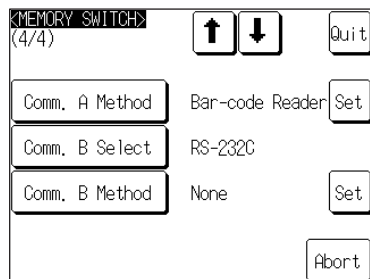 <MEMORY SWITCH>
(4/4)
Quit
Comm. A Method Bar-code Reader Set
Comm. B Select RS-232C
Comm. B Method None Set
Abort